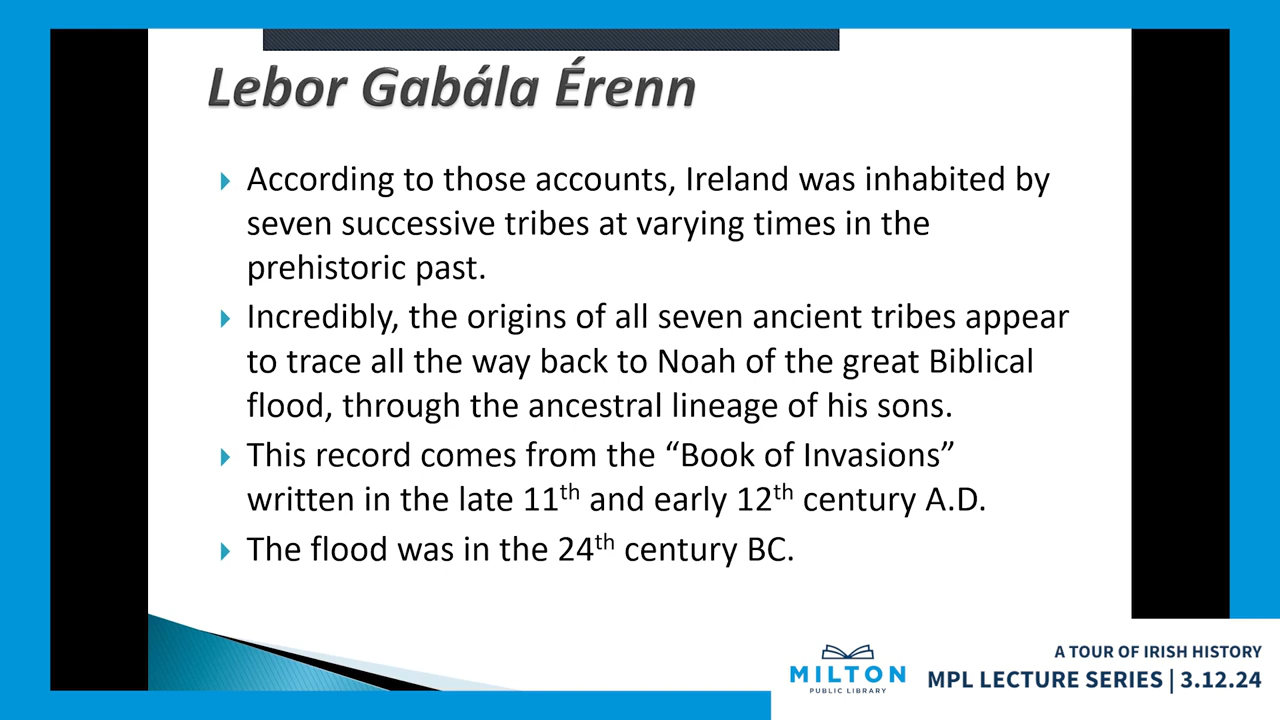 Lebor Gabála Érenn
According to those accounts, Ireland was inhabited by
seven successive tribes at varying times in the
prehistoric past.
Incredibly, the origins of all seven ancient tribes appear
to trace all the way back to Noah of the great Biblical
flood, through the ancestral lineage of his sons.
This record comes from the “Book of Invasions”
written in the late 11th and early 12th century A.D.
The flood was in the 24th century BC.
MILTON
PUBLIC LIBRARY
A TOUR OF IRISH HISTORY
MPL LECTURE SERIES | 3.12.24